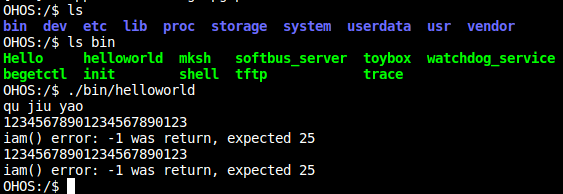 OHOS:/$ ls
bin dev etc lib proc storage system userdata usr vendor
OHOS:/$ ls bin
Hello helloworld mksh softbus_server toybox watchdog_service
begetctl init shell tftp trace
OHOS:/$ ./bin/helloworld
qu jiu yao
12345678901234567890123
iam() error: -1 was return, expected 25
12345678901234567890123
iam() error: -1 was return, expected 25
OHOS:/$